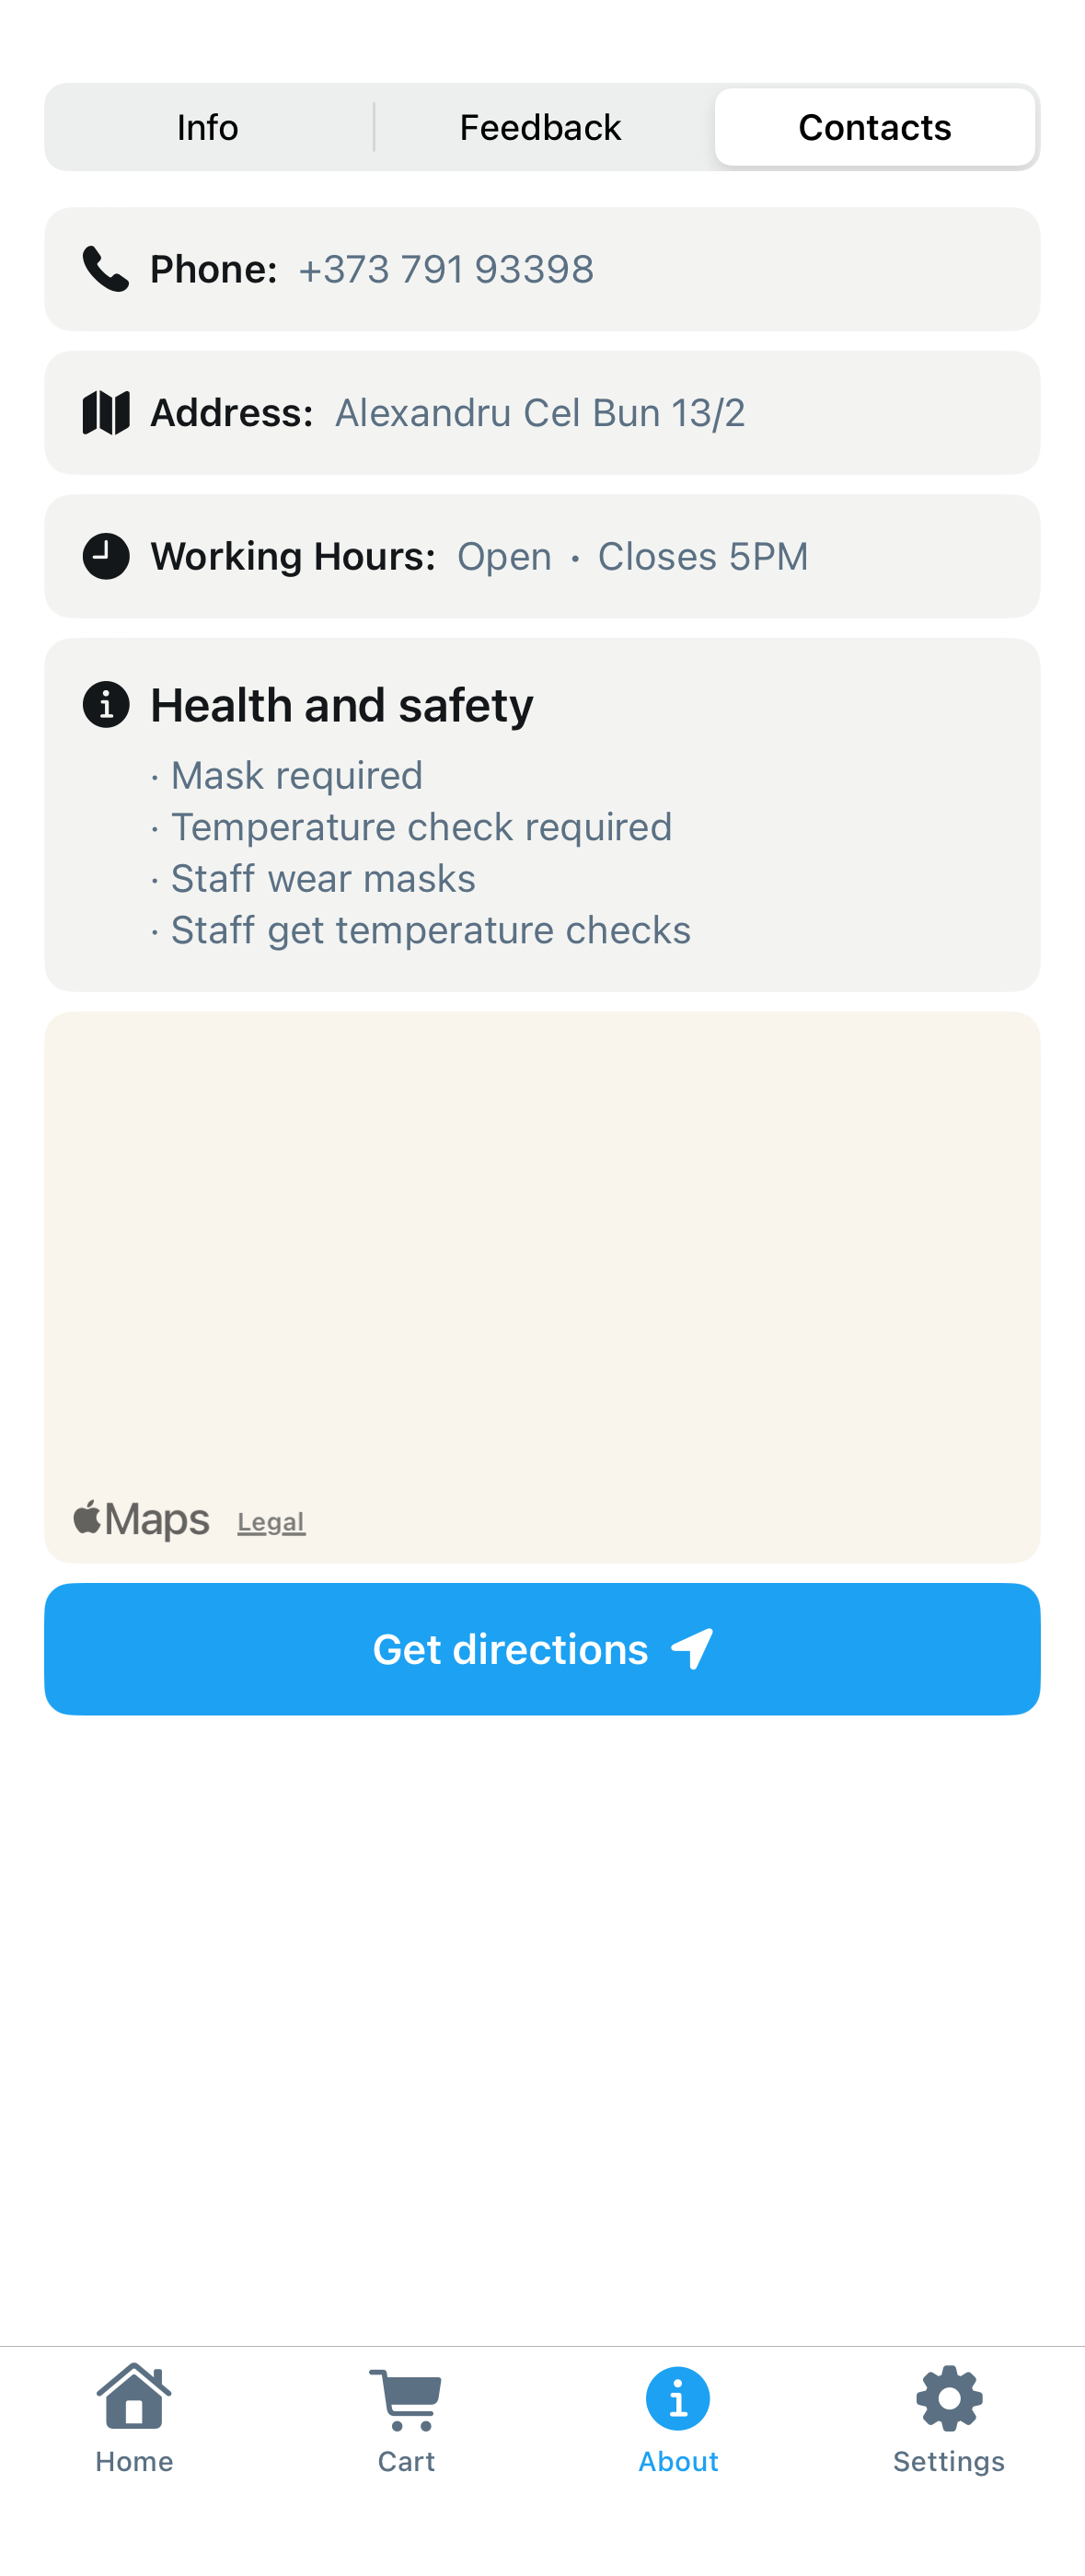 Info Feedback Contacts
Phone: +373 791 93398
Address: Alexandru Cel Bun 13/2
Working Hours: Open · Closes 5PM
Health and safety
· Mask required
· Temperature check required
· Staff wear masks
· Staff get temperature checks
Maps Legal
Get directions
Home Cart About Settings